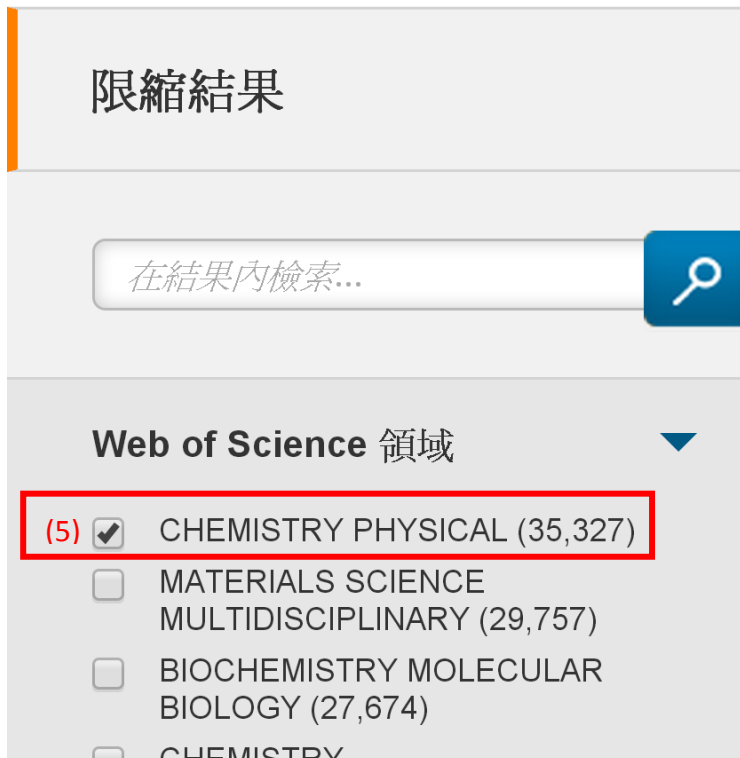 限縮結果
在結果內檢索...
Web of Science 領域
(5) CHEMISTRY PHYSICAL (35,327)
MATERIALS SCIENCE
MULTIDISCIPLINARY (29,757)
BIOCHEMISTRY MOLECULAR
BIOLOGY (27,674)
CHEMISTRY